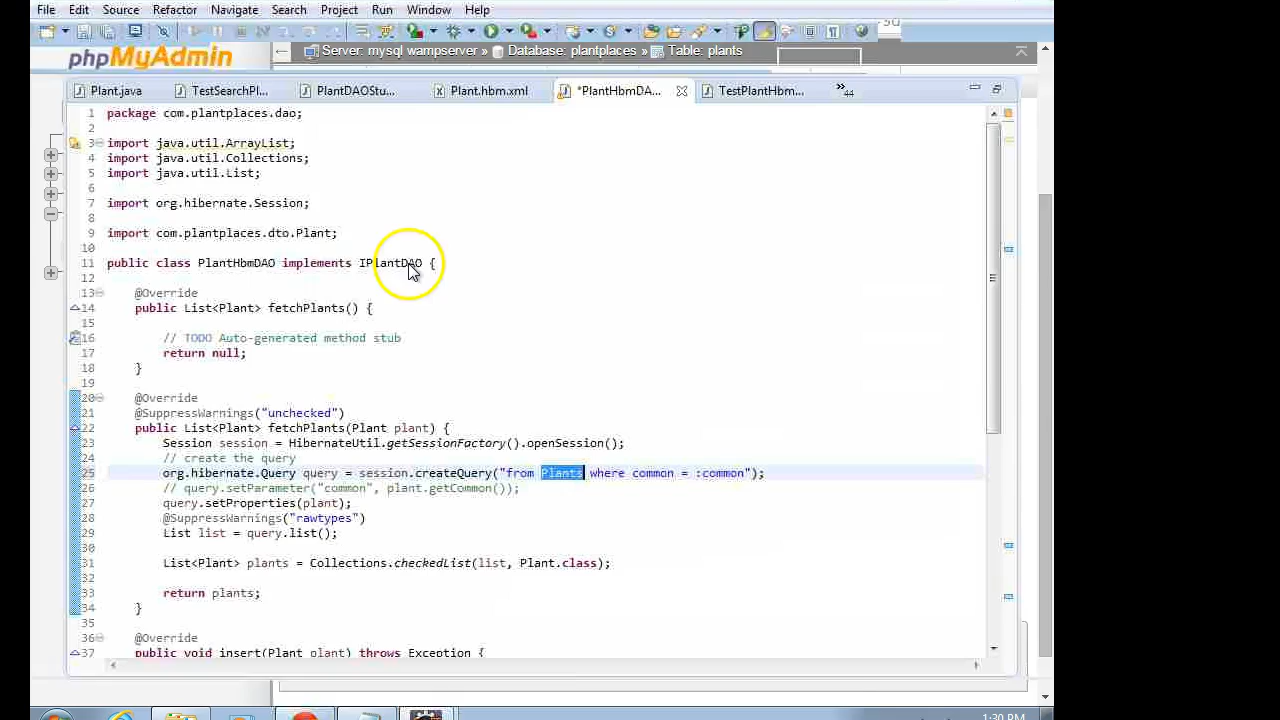 File Edit Source Refactor Navigate Search Project Run Window Help
phpMyAdmin
Server: mysql wampserver » Database: plantplaces » Table: plants
Plant.java TestSearchPl... PlantDAOStu... Plant.hbm.xml *PlantHbmDA... TestPlantHbm... »44
1 package com.plantplaces.dao;
2
3 import java.util.ArrayList;
4 import java.util.Collections;
5 import java.util.List;
6
7 import org.hibernate.Session;
8
9 import com.plantplaces.dto.Plant;
10
11 public class PlantHbmDAO implements IPlantDAO {
12
13 @Override
14 public List<Plant> fetchPlants() {
15
16 // TODO Auto-generated method stub
17 return null;
18 }
19
20 @Override
21 @SuppressWarnings("unchecked")
22 public List<Plant> fetchPlants(Plant plant) {
23 Session session = HibernateUtil.getSessionFactory().openSession();
24 // create the query
25 org.hibernate.Query query = session.createQuery("from Plants where common = :common");
26 // query.setParameter("common", plant.getCommon());
27 query.setProperties(plant);
28 @SuppressWarnings("rawtypes")
29 List list = query.list();
30
31 List<Plant> plants = Collections.checkedList(list, Plant.class);
32
33 return plants;
34 }
35
36 @Override
37 public void insert(Plant plant) throws Exception {
1:30 PM